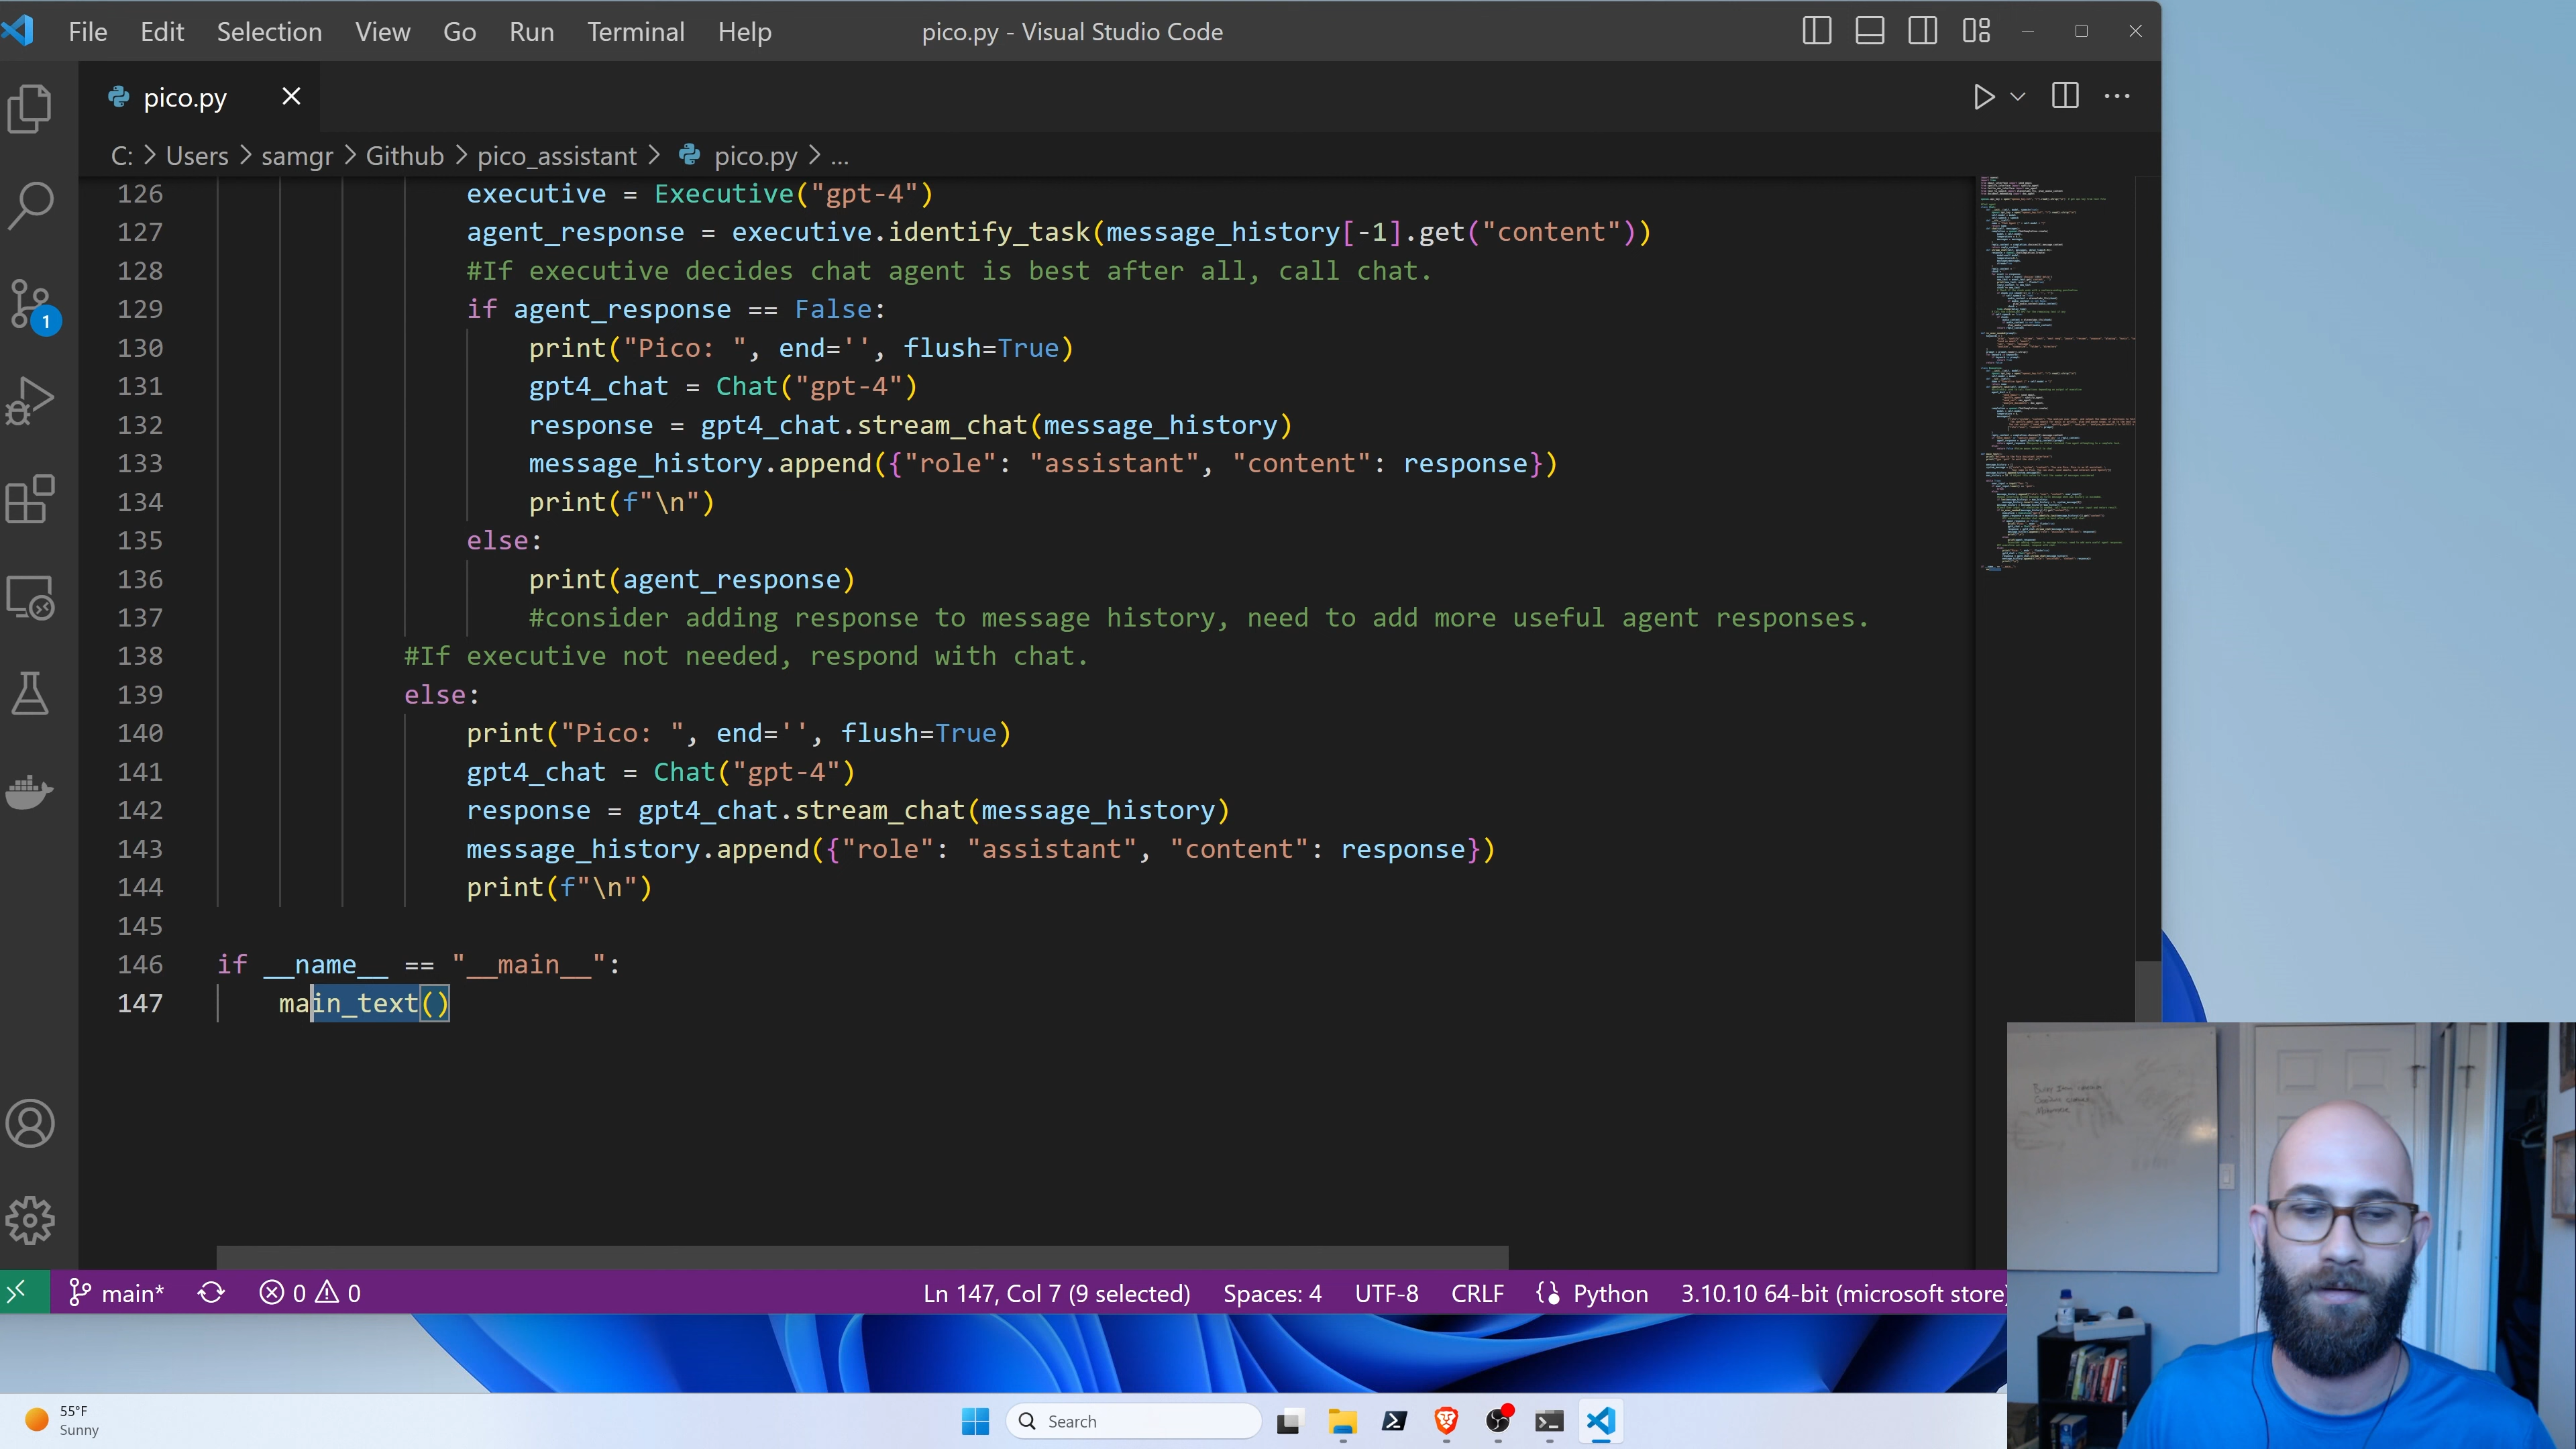 File Edit Selection View Go Run Terminal Help
pico.py - Visual Studio Code
pico.py
C: > Users > samgr > Github > pico_assistant > pico.py > ...
126 executive = Executive("gpt-4")
127 agent_response = executive.identify_task(message_history[-1].get("content"))
128 #If executive decides chat agent is best after all, call chat.
129 if agent_response == False:
130 print("Pico: ", end='', flush=True)
131 gpt4_chat = Chat("gpt-4")
132 response = gpt4_chat.stream_chat(message_history)
133 message_history.append({"role": "assistant", "content": response})
134 print(f"\n")
135 else:
136 print(agent_response)
137 #consider adding response to message history, need to add more useful agent responses.
138 #If executive not needed, respond with chat.
139 else:
140 print("Pico: ", end='', flush=True)
141 gpt4_chat = Chat("gpt-4")
142 response = gpt4_chat.stream_chat(message_history)
143 message_history.append({"role": "assistant", "content": response})
144 print(f"\n")
145
146 if __name__ == "__main__":
147 main_text()
1
main* 0 0
Ln 147, Col 7 (9 selected) Spaces: 4 UTF-8 CRLF Python 3.10.10 64-bit (microsoft store)
55°F
Sunny
Search